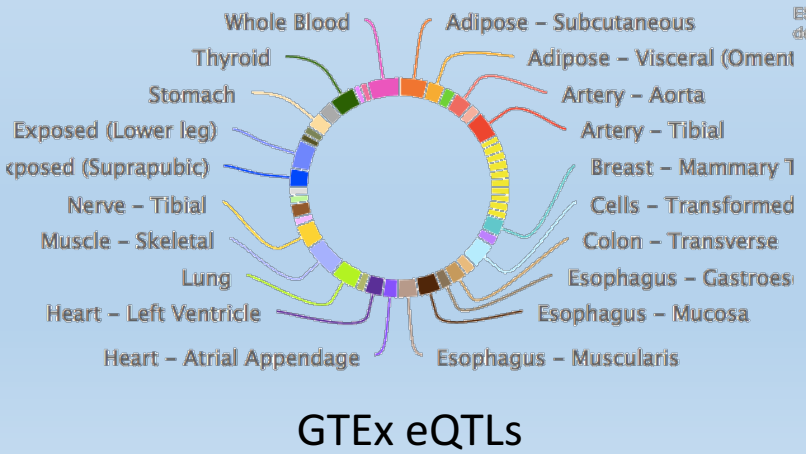 Whole Blood
Adipose – Subcutaneous
Thyroid
Adipose – Visceral (Oment
Stomach
Artery – Aorta
Exposed (Lower leg)
Artery – Tibial
xposed (Suprapubic)
Breast – Mammary T
Nerve – Tibial
Cells – Transformed
Muscle – Skeletal
Colon – Transverse
Lung
Esophagus – Gastroes
Heart – Left Ventricle
Esophagus – Mucosa
Heart – Atrial Appendage
Esophagus – Muscularis
GTEx eQTLs